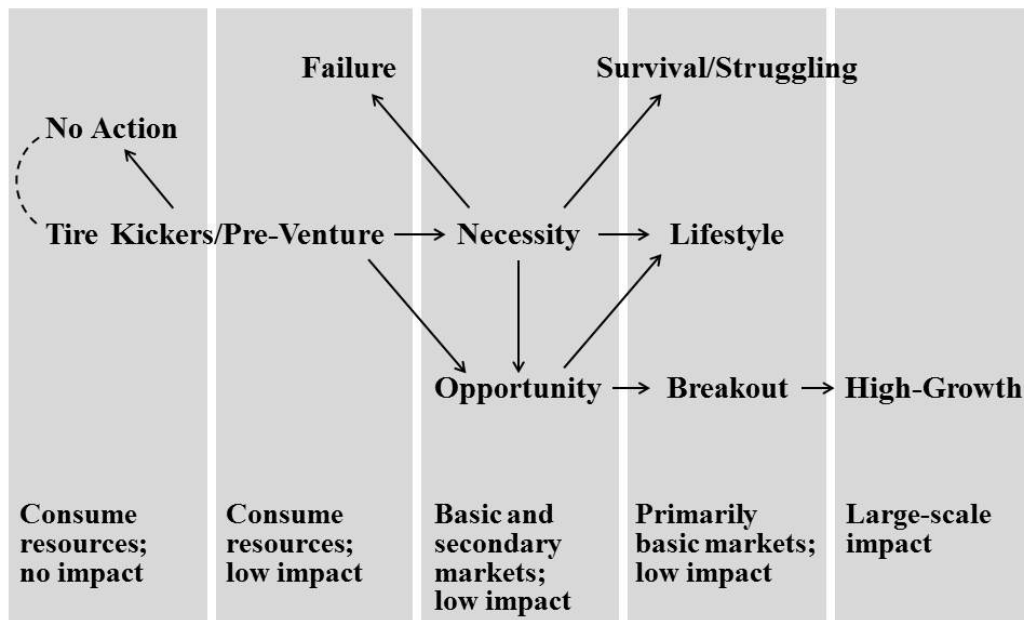 Failure
Survival/Struggling
No Action
Tire Kickers/Pre-Venture
Necessity
Lifestyle
Opportunity
Breakout
High-Growth
Consume
resources;
no impact
Consume
resources;
low impact
Basic and
secondary
markets;
low impact
Primarily
basic markets;
low impact
Large-scale
impact